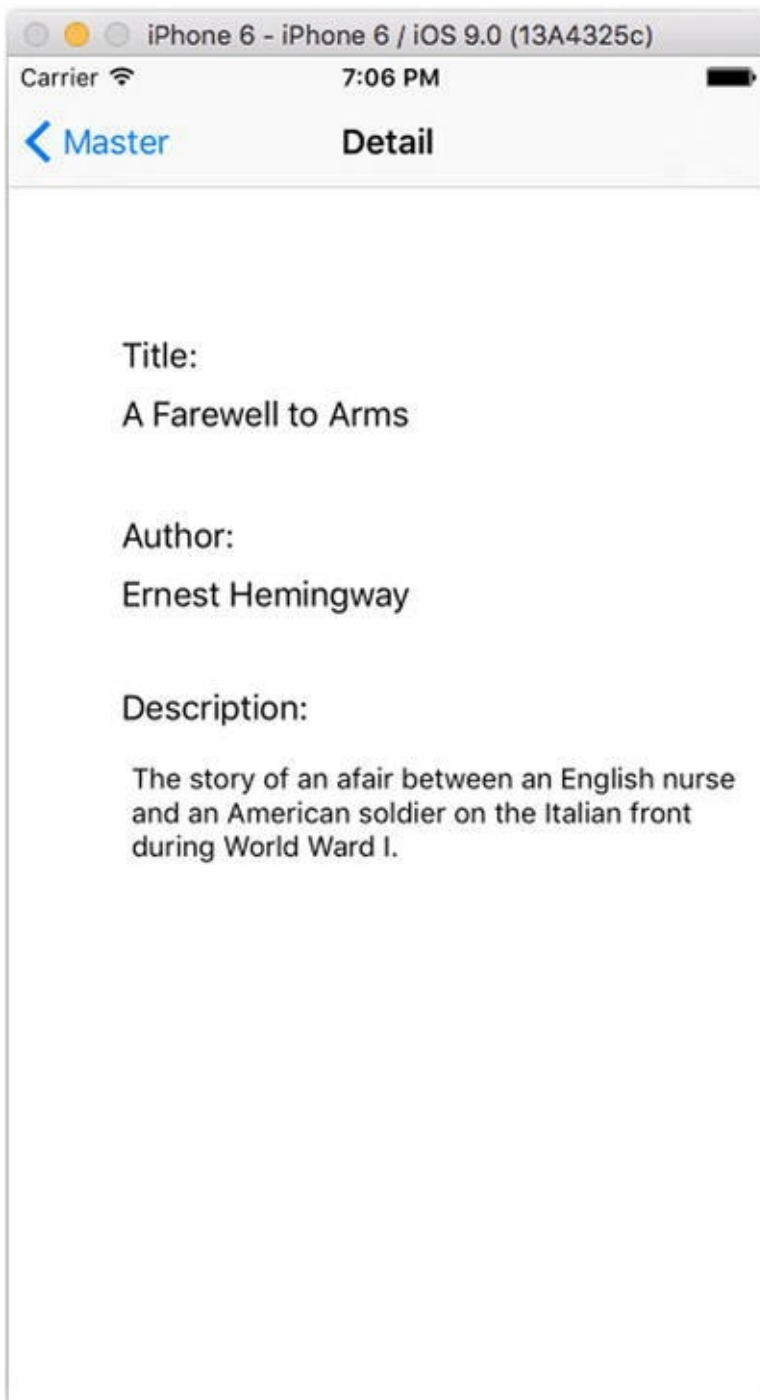 iPhone 6 - iPhone 6 / iOS 9.0 (13A4325c)
Carrier 7:06 PM
Master Detail
Title:
A Farewell to Arms
Author:
Ernest Hemingway
Description:
The story of an afair between an English nurse
and an American soldier on the Italian front
during World Ward I.